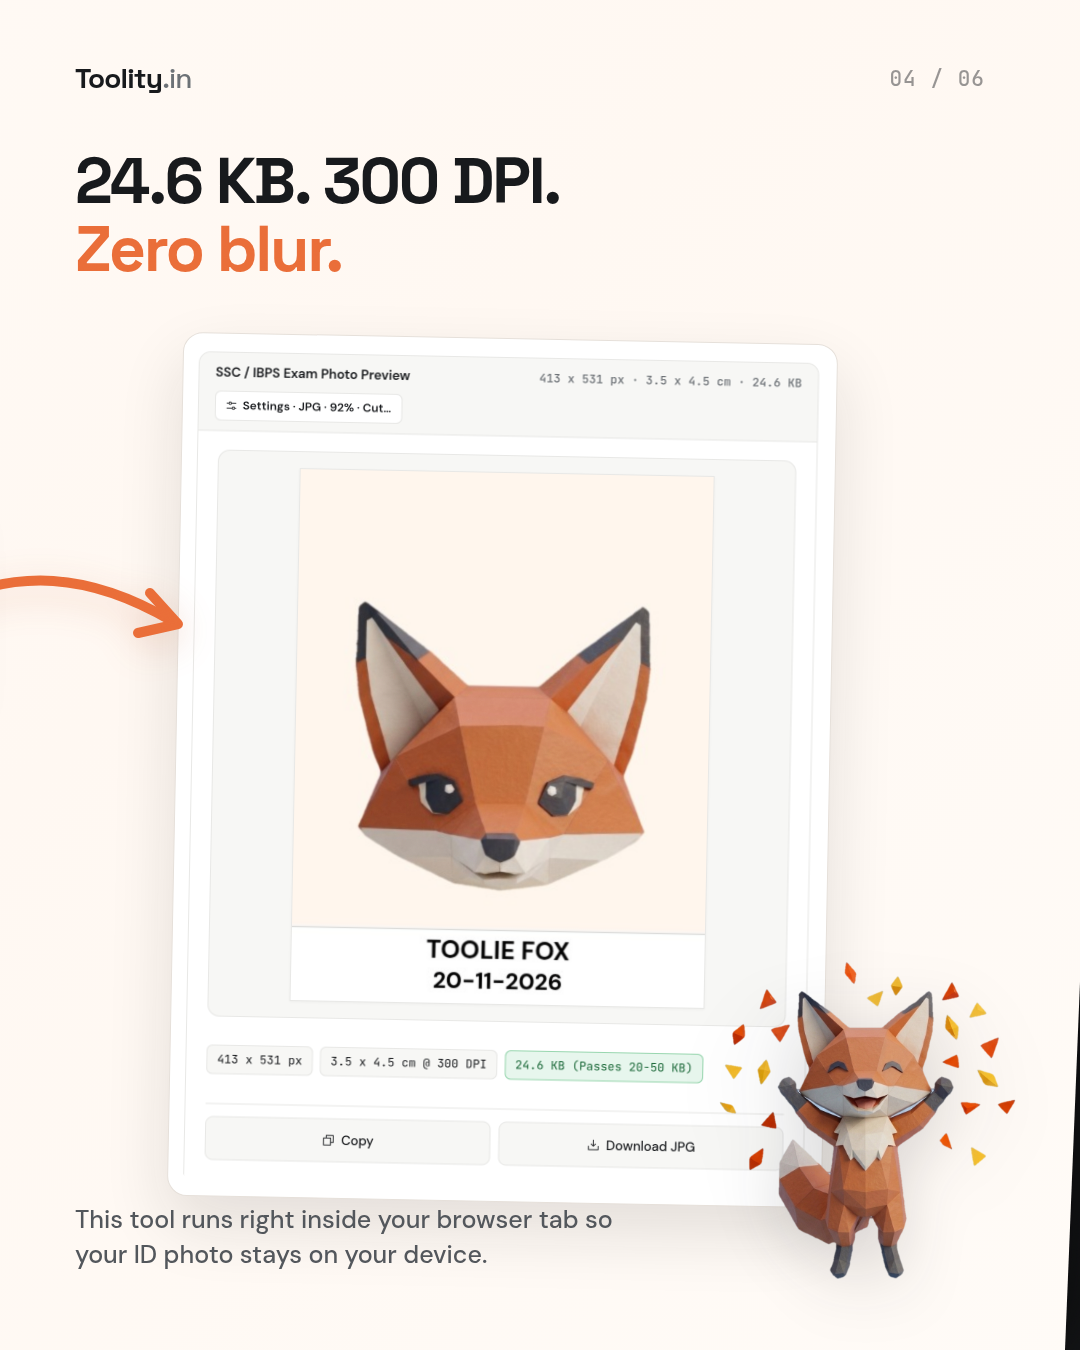 Toolity.in
04 / 06
24.6 KB. 300 DPI.
Zero blur.
SSC / IBPS Exam Photo Preview
413 x 531 px · 3.5 x 4.5 cm · 24.6 KB
Settings · JPG · 92% · Cut...
TOOLIE FOX
20-11-2026
413 x 531 px
3.5 x 4.5 cm @ 300 DPI
24.6 KB (Passes 20-50 KB)
Copy
Download JPG
This tool runs right inside your browser tab so
your ID photo stays on your device.